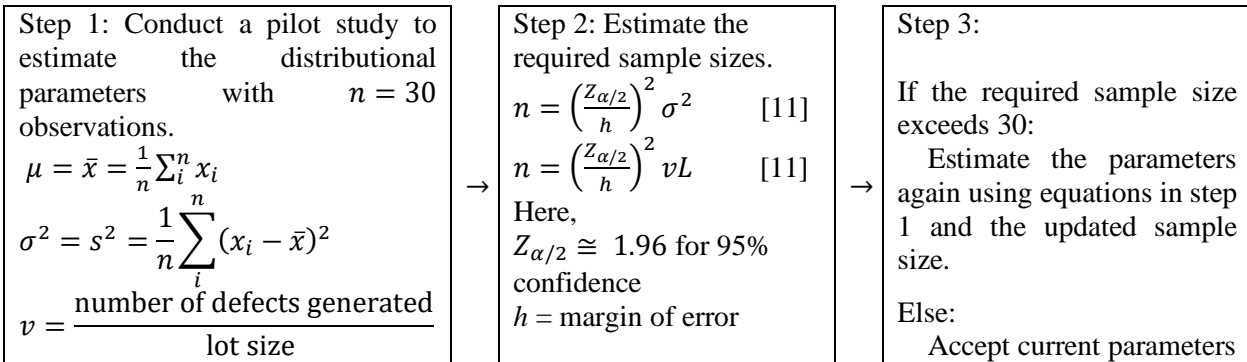 Step 1: Conduct a pilot study to
estimate the distributional
parameters with 𝑛 = 30
observations.
𝜇 = x̄ = 1/𝑛 ∑ᵢⁿ 𝑥ᵢ
𝜎² = 𝑠² = 1/𝑛 ∑ᵢⁿ (𝑥ᵢ − x̄)²
𝑣 = number of defects generated / lot size
→
Step 2: Estimate the
required sample sizes.
𝑛 = (𝑍_{𝛼/2} / ℎ)² 𝜎² [11]
𝑛 = (𝑍_{𝛼/2} / ℎ)² 𝑣𝐿 [11]
Here,
𝑍_{𝛼/2} ≅ 1.96 for 95%
confidence
h = margin of error
→
Step 3:
If the required sample size
exceeds 30:
Estimate the parameters
again using equations in step
1 and the updated sample
size.
Else:
Accept current parameters